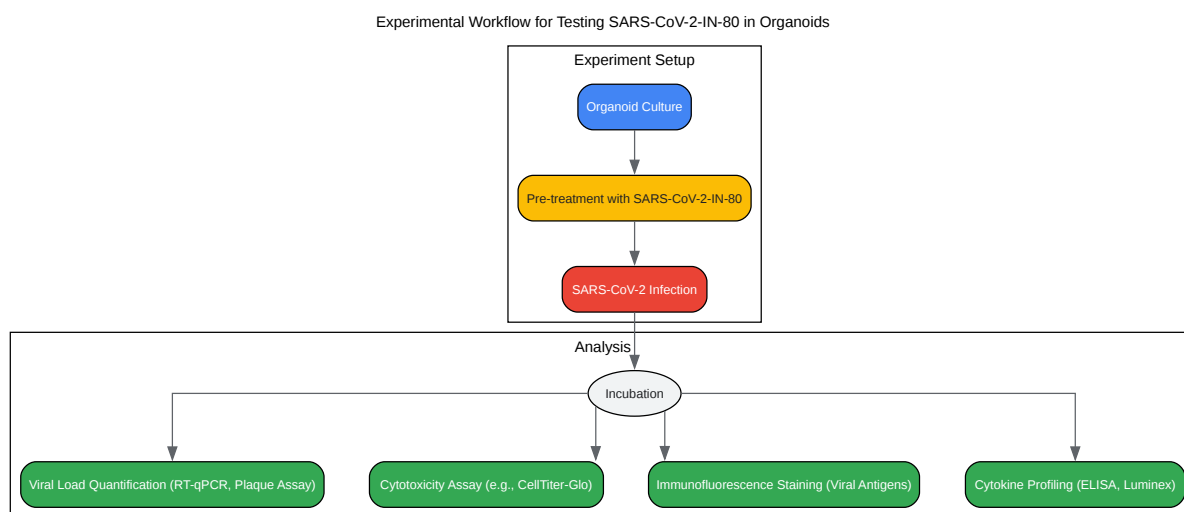 Experimental Workflow for Testing SARS-CoV-2-IN-80 in Organoids
Experiment Setup
Organoid Culture
Pre-treatment with SARS-CoV-2-IN-80
SARS-CoV-2 Infection
Analysis
Incubation
Viral Load Quantification (RT-qPCR, Plaque Assay)
Cytotoxicity Assay (e.g., CellTiter-Glo)
Immunofluorescence Staining (Viral Antigens)
Cytokine Profiling (ELISA, Luminex)